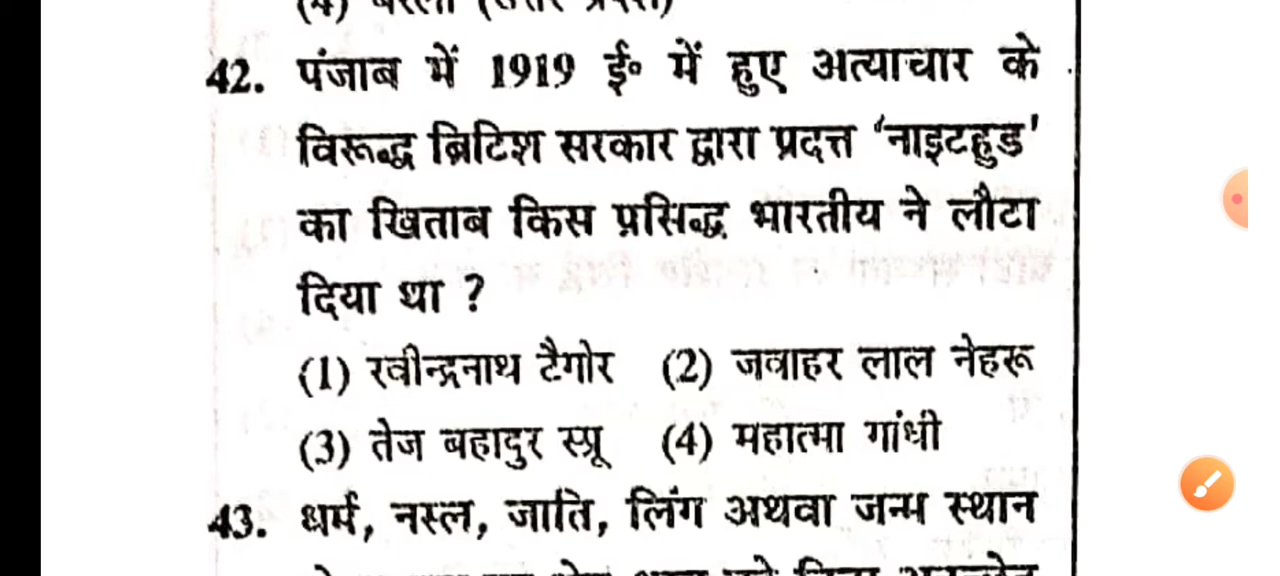 42. पंजाब में 1919 ई॰ में हुए अत्याचार के
विरूद्ध ब्रिटिश सरकार द्वारा प्रदत्त 'नाइटहुड'
का खिताब किस प्रसिद्ध भारतीय ने लौटा
दिया था ?
(1) रवीन्द्रनाथ टैगोर (2) जवाहर लाल नेहरू
(3) तेज बहादुर स्प्रू (4) महात्मा गांधी
43. धर्म, नस्ल, जाति, लिंग अथवा जन्म स्थान